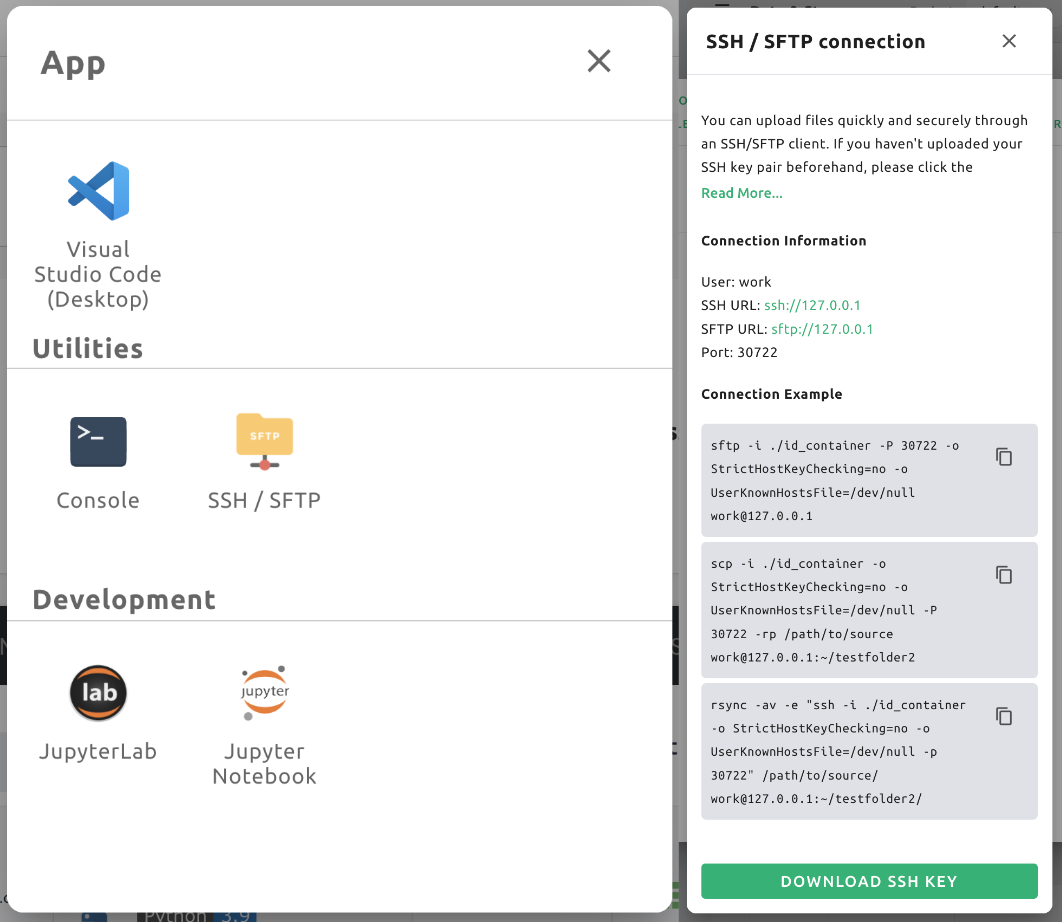 App
Visual
Studio Code
(Desktop)
Utilities
>_
Console
SFTP
SSH / SFTP
Development
lab
JupyterLab
jupyter
Jupyter
Notebook
Python 3.9
SSH / SFTP connection
You can upload files quickly and securely through
an SSH/SFTP client. If you haven't uploaded your
SSH key pair beforehand, please click the
Read More...
Connection Information
User: work
SSH URL: ssh://127.0.0.1
SFTP URL: sftp://127.0.0.1
Port: 30722
Connection Example
sftp -i ./id_container -P 30722 -o
StrictHostKeyChecking=no -o
UserKnownHostsFile=/dev/null
work@127.0.0.1
scp -i ./id_container -o
StrictHostKeyChecking=no -o
UserKnownHostsFile=/dev/null -P
30722 -rp /path/to/source
work@127.0.0.1:~/testfolder2
rsync -av -e "ssh -i ./id_container
-o StrictHostKeyChecking=no -o
UserKnownHostsFile=/dev/null -p
30722" /path/to/source/
work@127.0.0.1:~/testfolder2/
DOWNLOAD SSH KEY